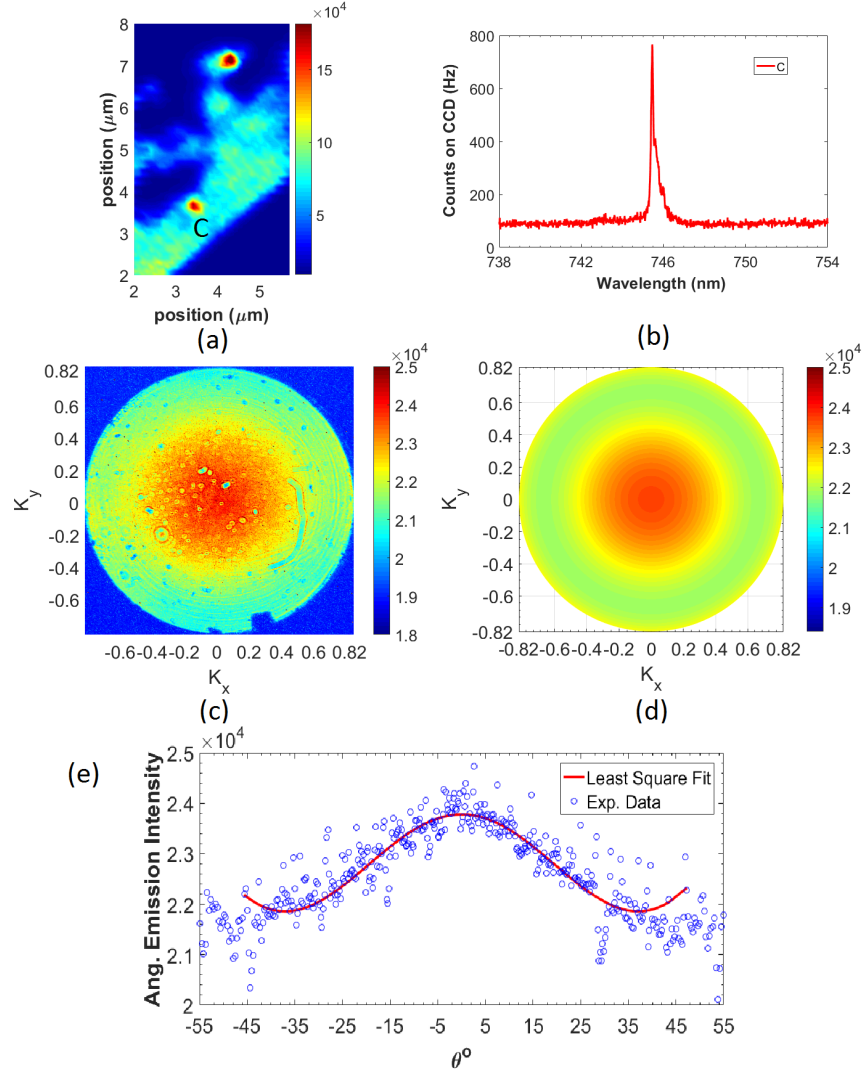 ×10⁴
8
7
6
5
4
3
2
position (μm)
2 3 4 5
position (μm)
C
15
10
5
(a)
800
600
400
200
0
Counts on CCD (Hz)
C
738 742 746 750 754
Wavelength (nm)
(b)
0.82
0.6
0.4
0.2
0
-0.2
-0.4
-0.6
K_y
-0.6 -0.4 -0.2 0 0.2 0.4 0.6 0.82
K_x
×10⁴
2.5
2.4
2.3
2.2
2.1
2
1.9
1.8
(c)
0.82
0.6
0.4
0.2
0
-0.2
-0.4
-0.6
-0.82
K_y
-0.82 -0.6 -0.4 -0.2 0 0.2 0.4 0.6 0.82
K_x
×10⁴
2.5
2.4
2.3
2.2
2.1
2
1.9
(d)
(e)
×10⁴
2.5
2.4
2.3
2.2
2.1
2
Ang. Emission Intensity
Least Square Fit
Exp. Data
-55 -45 -35 -25 -15 -5 5 15 25 35 45 55
θ°